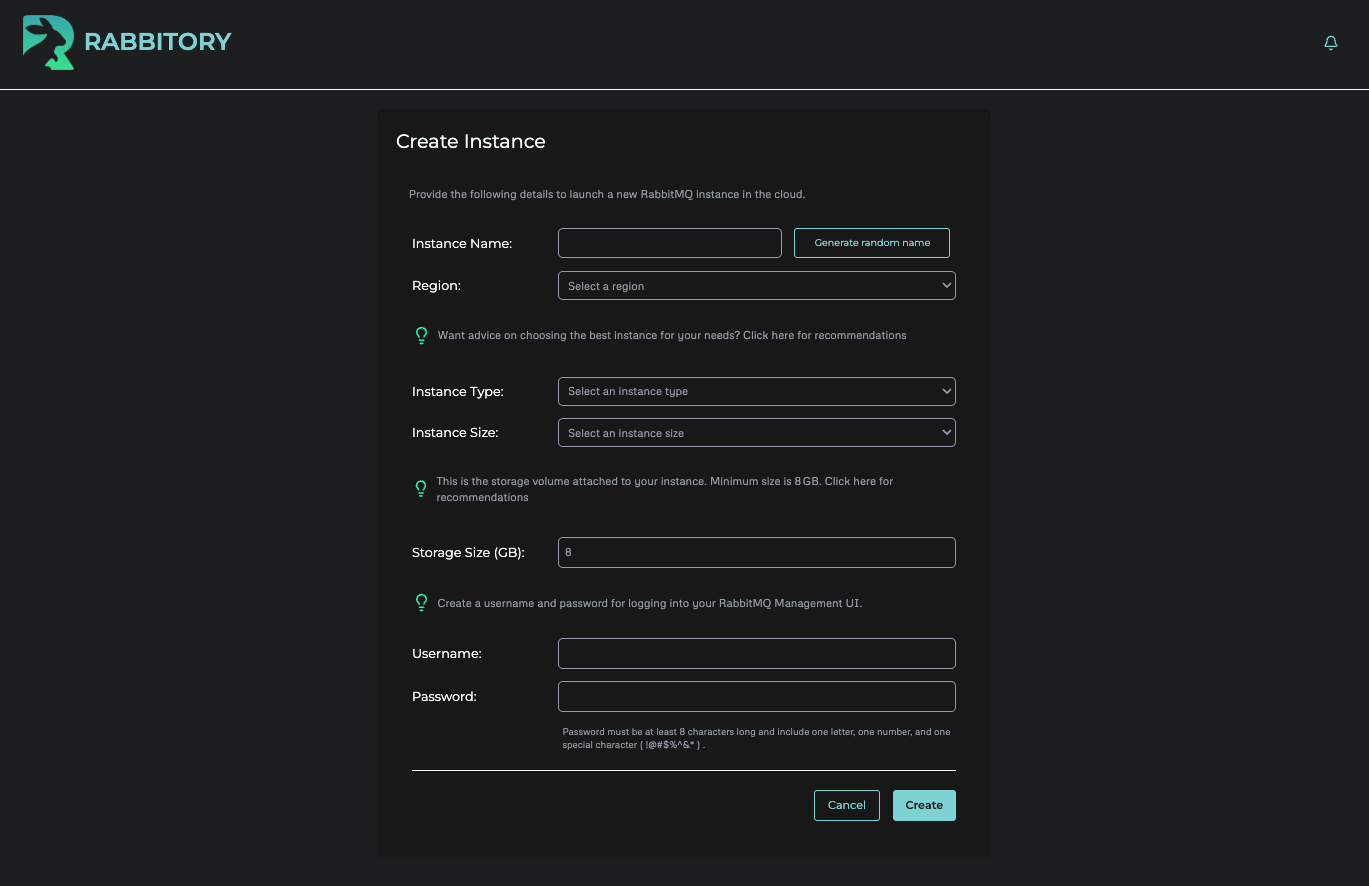 RABBITORY
Create Instance
Provide the following details to launch a new RabbitMQ instance in the cloud.
Instance Name:
Generate random name
Region:
Select a region
Want advice on choosing the best instance for your needs? Click here for recommendations
Instance Type:
Select an instance type
Instance Size:
Select an instance size
This is the storage volume attached to your instance. Minimum size is 8 GB. Click here for
recommendations
Storage Size (GB):
8
Create a username and password for logging into your RabbitMQ Management UI.
Username:
Password:
Password must be at least 8 characters long and include one letter, one number, and one
special character ( !@#$%^&* ) .
Cancel
Create